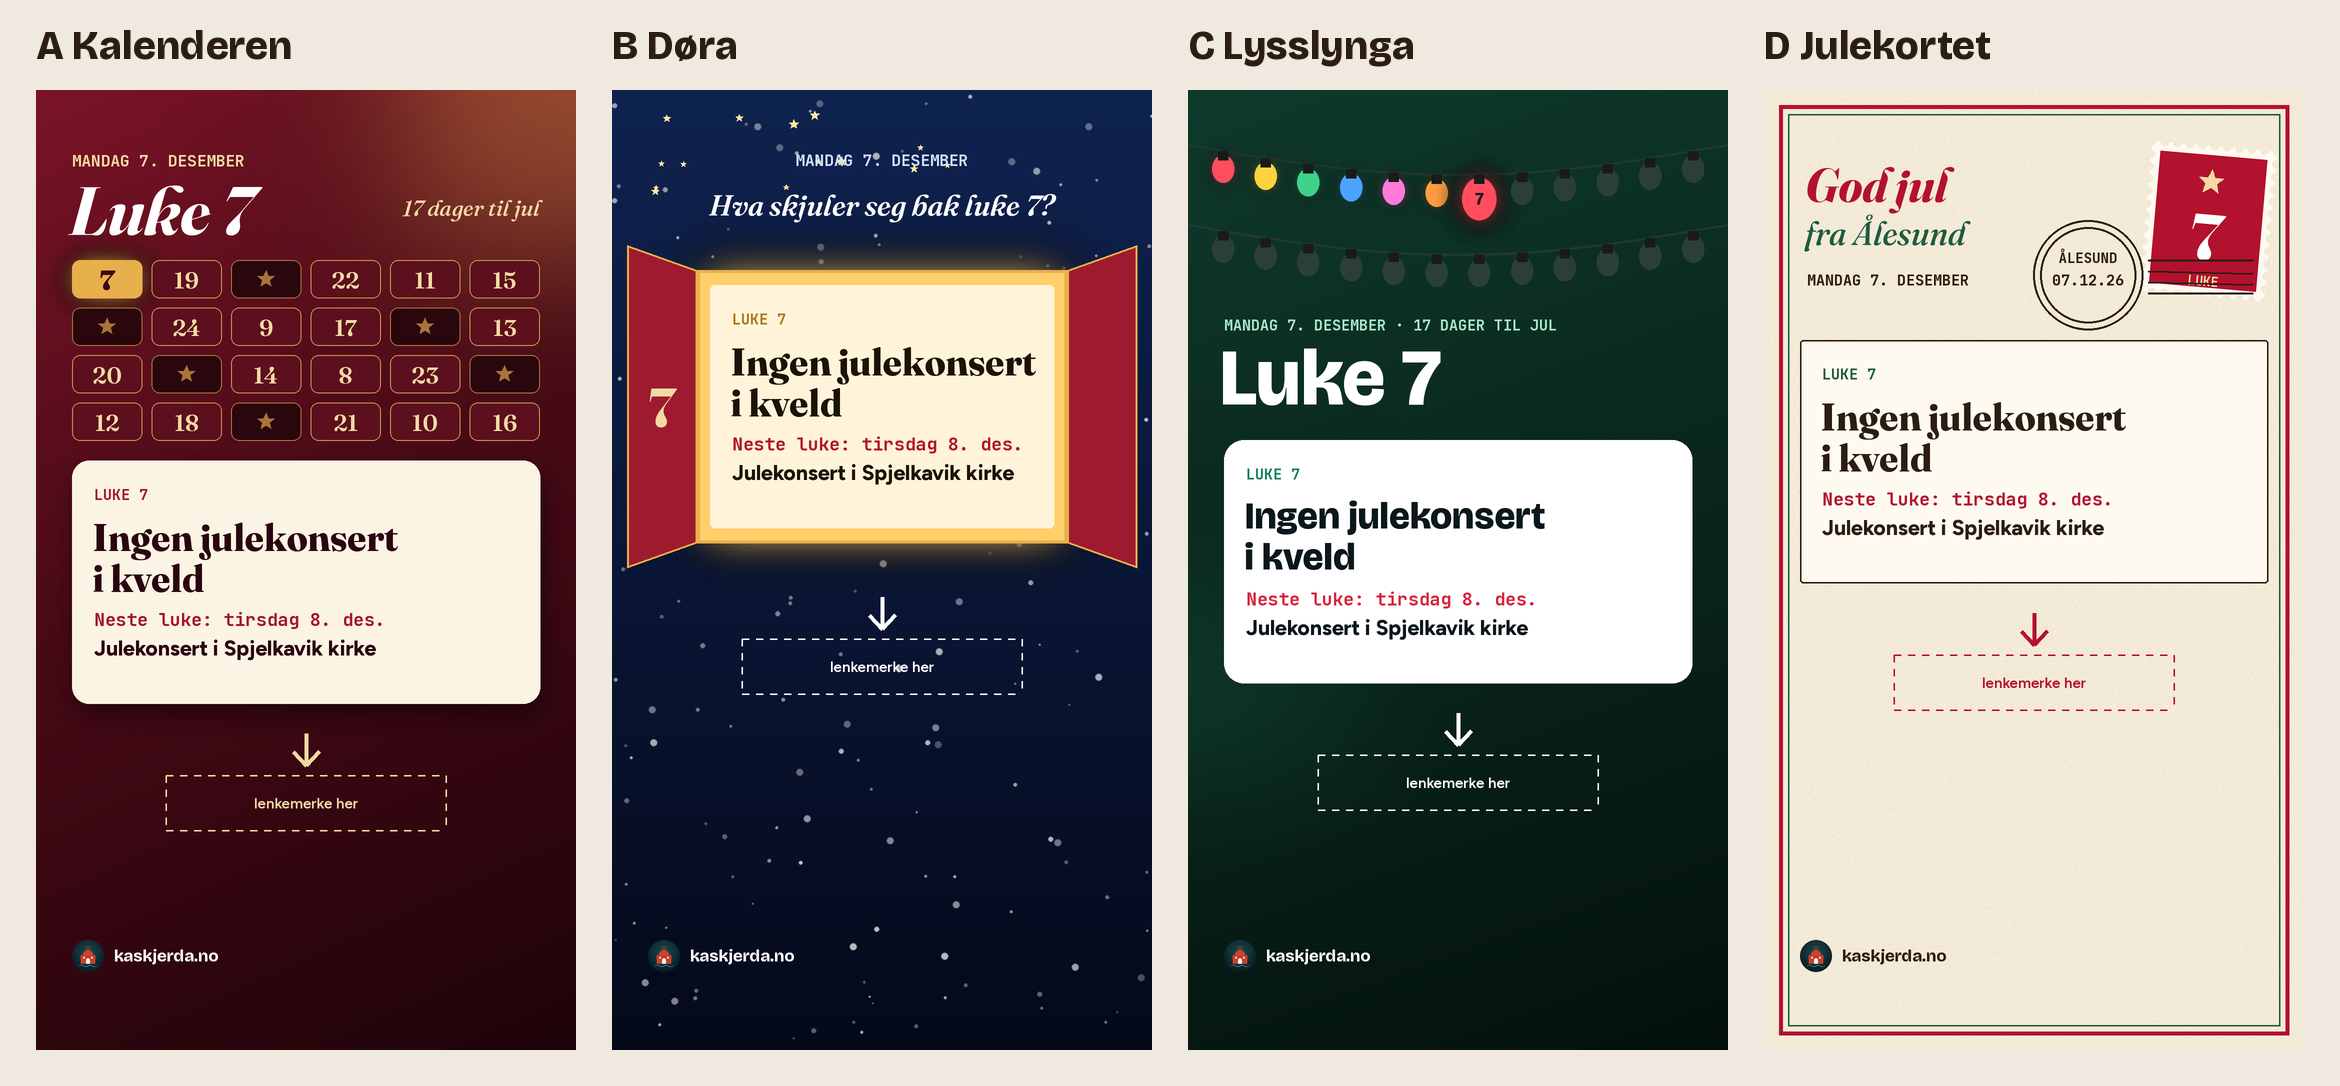 A Kalenderen
MANDAG 7. DESEMBER
Luke 7
17 dager til jul
7 19 22 11 15
24 9 17 13
20 14 8 23
12 18 21 10 16
LUKE 7
Ingen julekonsert
i kveld
Neste luke: tirsdag 8. des.
Julekonsert i Spjelkavik kirke
lenkemerke her
kaskjerda.no
B Døra
MANDAG 7. DESEMBER
Hva skjuler seg bak luke 7?
7
LUKE 7
Ingen julekonsert
i kveld
Neste luke: tirsdag 8. des.
Julekonsert i Spjelkavik kirke
lenkemerke her
kaskjerda.no
C Lysslynga
7
MANDAG 7. DESEMBER · 17 DAGER TIL JUL
Luke 7
LUKE 7
Ingen julekonsert
i kveld
Neste luke: tirsdag 8. des.
Julekonsert i Spjelkavik kirke
lenkemerke her
kaskjerda.no
D Julekortet
God jul
fra Ålesund
MANDAG 7. DESEMBER
ÅLESUND
07.12.26
7
LUKE
LUKE 7
Ingen julekonsert
i kveld
Neste luke: tirsdag 8. des.
Julekonsert i Spjelkavik kirke
lenkemerke her
kaskjerda.no